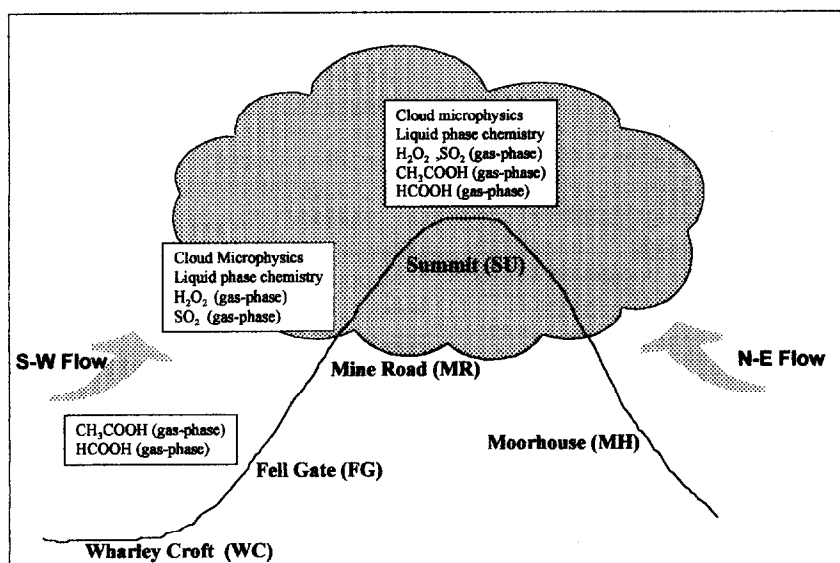 Cloud microphysics
Liquid phase chemistry
H₂O₂ ,SO₂ (gas-phase)
CH₃COOH (gas-phase)
HCOOH (gas-phase)
Cloud Microphysics
Liquid phase chemistry
H₂O₂ (gas-phase)
SO₂ (gas-phase)
Summit (SU)
S-W Flow
N-E Flow
Mine Road (MR)
CH₃COOH (gas-phase)
HCOOH (gas-phase)
Moorhouse (MH)
Fell Gate (FG)
Wharley Croft (WC)